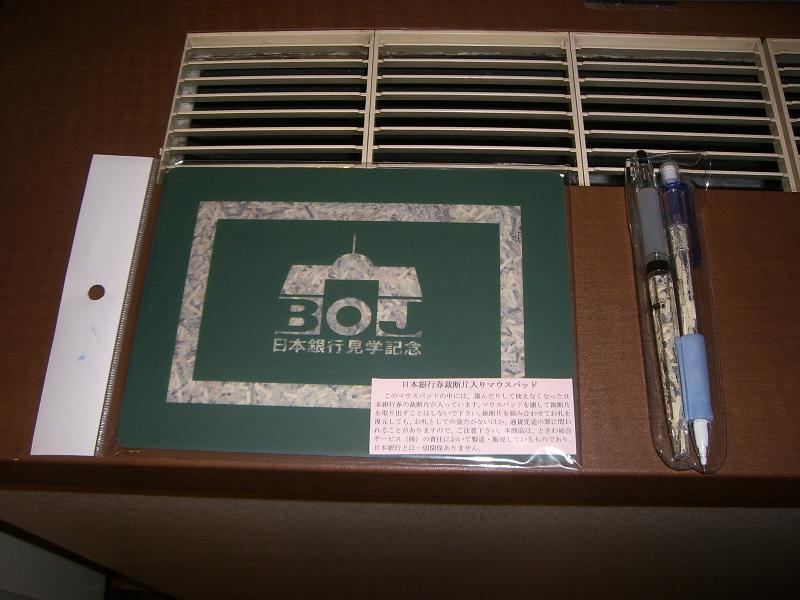 BOJ
日本銀行見学記念
日本銀行券裁断片入りマウスパッド
このマウスパッドの中には、傷んだりして使えなくなった日
本銀行券の裁断片が入っています。マウスパッドを壊して裁断片
を取り出すことはしないで下さい。裁断片を組み合わせてお札を
復元しても、お札としての効力がないほか、通貨変造の罪に問わ
れることがありますので、ご注意下さい。本商品は、ときわ総合
サービス(株)の責任において製造・販売しているものであり、
日本銀行とは一切関係ありません。